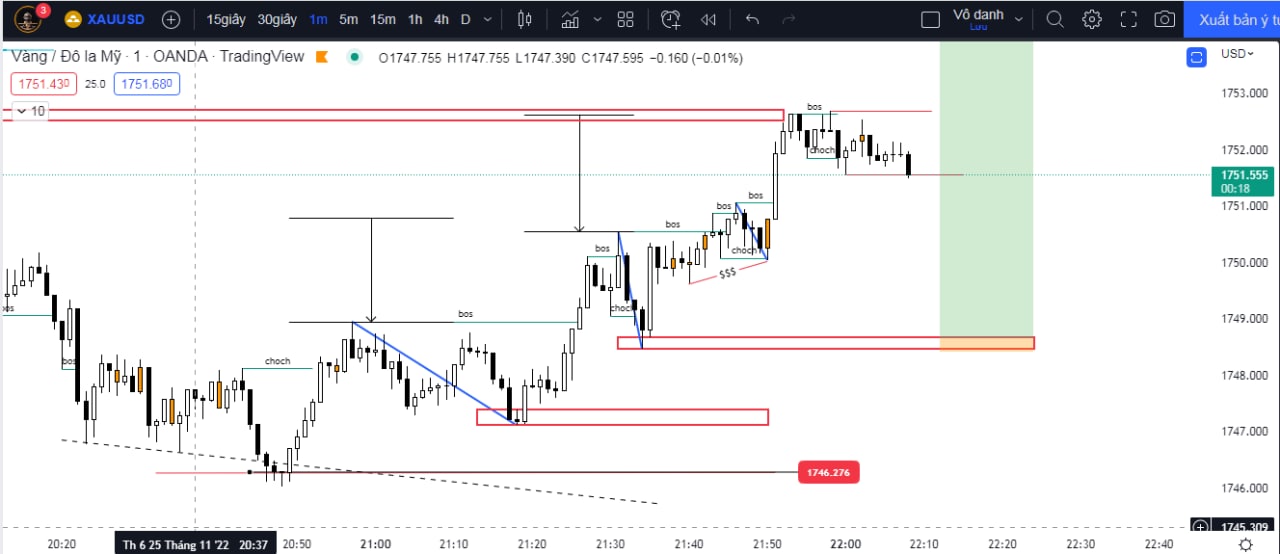 3
XAUUSD
15giây 30giây 1m 5m 15m 1h 4h D
Vô danh
Lưu
Xuất bản ý tư
Vàng / Đô la Mỹ · 1 · OANDA · TradingView
O1747.755 H1747.755 L1747.390 C1747.595 −0.160 (−0.01%)
USD
1751.430 25.0 1751.680
10
1753.000
bos
choch
1752.000
1751.555
00:18
bos
bos
1751.000
bos
bos
choch
$$$
1750.000
bos
choch
bos
1749.000
bos
choch
1748.000
1747.000
1746.276
1746.000
1745.309
20:20
Th 6 25 Tháng 11 '22 20:37
20:50 21:00 21:10 21:20 21:30 21:40 21:50 22:00 22:10 22:20 22:30 22:40